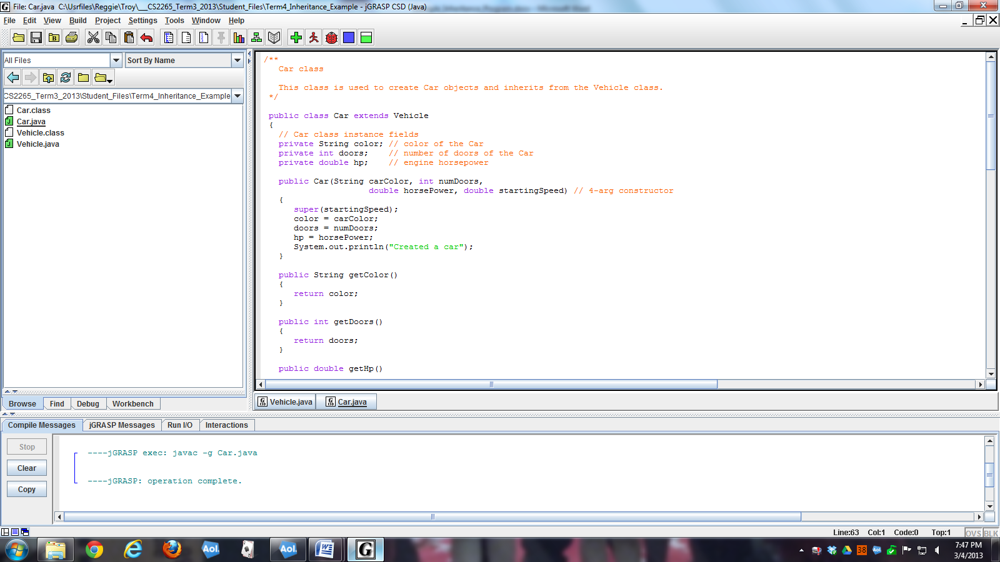 File: Car.java  C:\Usrfiles\Reggie\Troy\___CS2265_Term3_2013\Student_Files\Term4_Inheritance_Example - jGRASP CSD (Java)
File Edit View Build Project Settings Tools Window Help
All Files
Sort By Name
CS2265_Term3_2013\Student_Files\Term4_Inheritance_Example
Car.class
Car.java
Vehicle.class
Vehicle.java
Browse Find Debug Workbench
/**
Car class
This class is used to create Car objects and inherits from the Vehicle class.
*/
public class Car extends Vehicle
{
// Car class instance fields
private String color; // color of the Car
private int doors;    // number of doors of the Car
private double hp;    // engine horsepower
public Car(String carColor, int numDoors,
double horsePower, double startingSpeed) // 4-arg constructor
{
super(startingSpeed);
color = carColor;
doors = numDoors;
hp = horsePower;
System.out.println("Created a car");
}
public String getColor()
{
return color;
}
public int getDoors()
{
return doors;
}
public double getHp()
Vehicle.java Car.java
Compile Messages jGRASP Messages Run I/O Interactions
Stop
Clear
Copy
----jGRASP exec: javac -g Car.java
----jGRASP: operation complete.
Line:63 Col:1 Code:0 Top:1 OVS BLK
Aol. Aol. G 38 Aol.
7:47 PM
3/4/2013